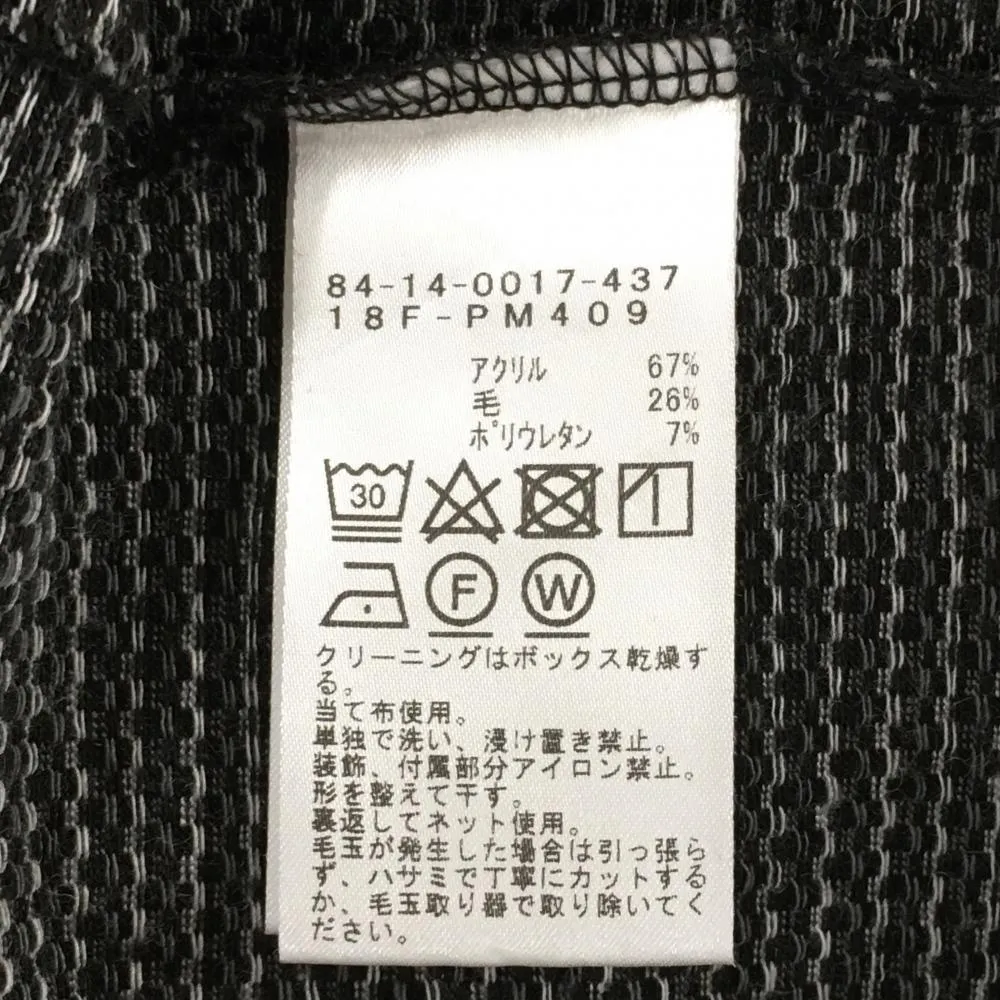 84-14-0017-437
18F-PM409
アクリル 67%
毛 26%
ポリウレタン 7%
30
F W
クリーニングはボックス乾燥す
る。
当て布使用。
単独で洗い、浸け置き禁止。
装飾、付属部分アイロン禁止。
形を整えて干す。
裏返してネット使用。
毛玉が発生した場合は引っ張ら
ず、ハサミで丁寧にカットする
か、毛玉取り器で取り除いてく
ださい。